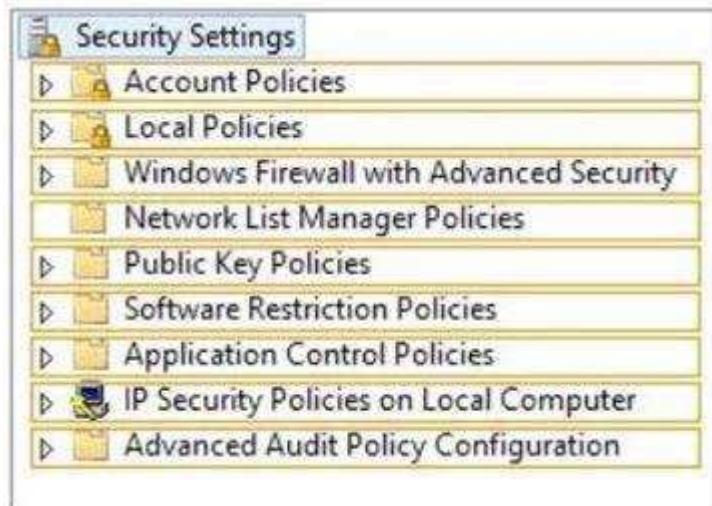 Security Settings
Account Policies
Local Policies
Windows Firewall with Advanced Security
Network List Manager Policies
Public Key Policies
Software Restriction Policies
Application Control Policies
IP Security Policies on Local Computer
Advanced Audit Policy Configuration